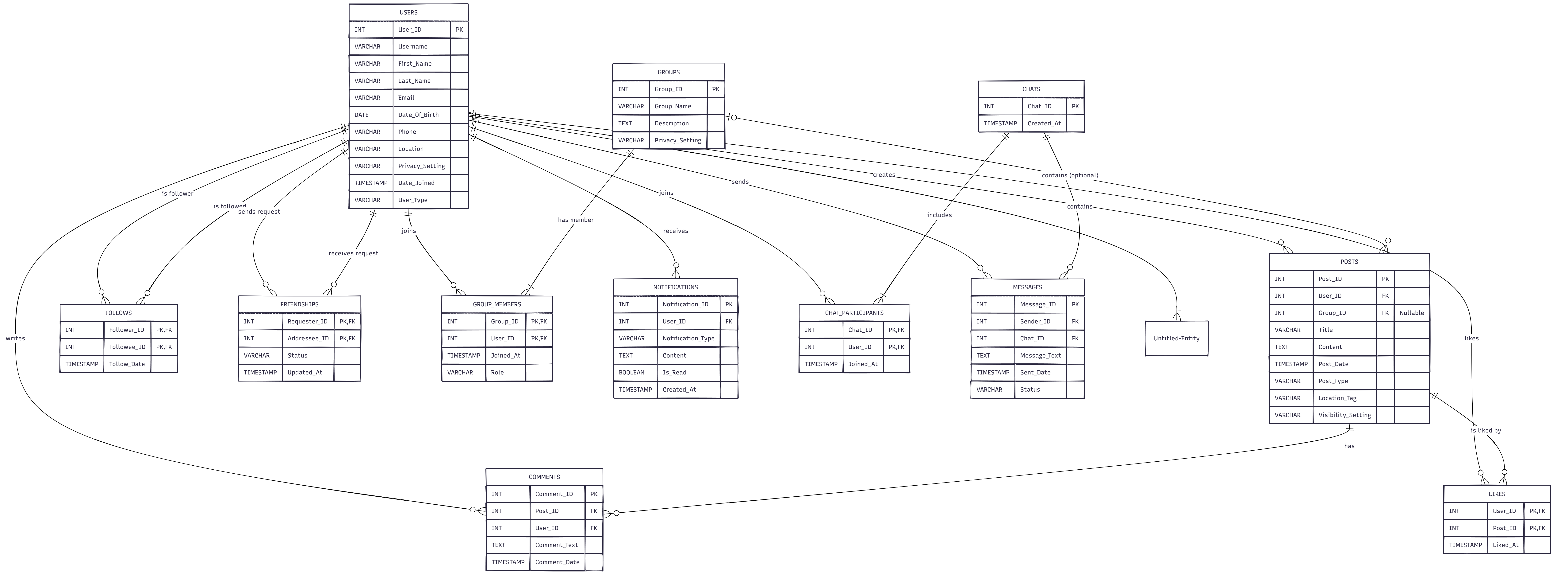 USERS
INT User_ID PK
VARCHAR Username
VARCHAR First_Name
VARCHAR Last_Name
VARCHAR Email
DATE Date_Of_Birth
VARCHAR Phone
VARCHAR Location
VARCHAR Privacy_Setting
TIMESTAMP Date_Joined
VARCHAR User_Type
GROUPS
INT Group_ID PK
VARCHAR Group_Name
TEXT Description
VARCHAR Privacy_Setting
CHATS
INT Chat_ID PK
TIMESTAMP Created_At
is follower
is followed
sends request
receives request
joins
has member
receives
joins
sends
creates
includes
contains (optional)
contains
writes
likes
is liked by
has
FOLLOWS
INT Follower_ID PK,FK
INT Followee_ID PK,FK
TIMESTAMP Follow_Date
FRIENDSHIPS
INT Requester_ID PK,FK
INT Addressee_ID PK,FK
VARCHAR Status
TIMESTAMP Updated_At
GROUP_MEMBERS
INT Group_ID PK,FK
INT User_ID PK,FK
TIMESTAMP Joined_At
VARCHAR Role
NOTIFICATIONS
INT Notification_ID PK
INT User_ID FK
VARCHAR Notification_Type
TEXT Content
BOOLEAN Is_Read
TIMESTAMP Created_At
CHAT_PARTICIPANTS
INT Chat_ID PK,FK
INT User_ID PK,FK
TIMESTAMP Joined_At
MESSAGES
INT Message_ID PK
INT Sender_ID FK
INT Chat_ID FK
TEXT Message_Text
TIMESTAMP Sent_Date
VARCHAR Status
Untitled-Entity
POSTS
INT Post_ID PK
INT User_ID FK
INT Group_ID FK Nullable
VARCHAR Title
TEXT Content
TIMESTAMP Post_Date
VARCHAR Post_Type
VARCHAR Location_Tag
VARCHAR Visibility_Setting
COMMENTS
INT Comment_ID PK
INT Post_ID FK
INT User_ID FK
TEXT Comment_Text
TIMESTAMP Comment_Date
LIKES
INT User_ID PK,FK
INT Post_ID PK,FK
TIMESTAMP Liked_At